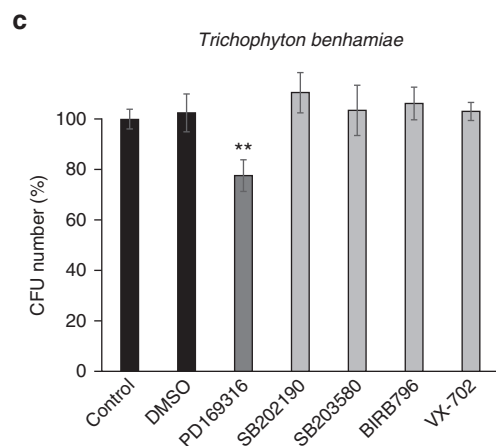 c
Trichophyton benhamiae
CFU number (%)
100
80
60
40
20
0
**
Control
DMSO
PD169316
SB202190
SB203580
BIRB796
VX-702